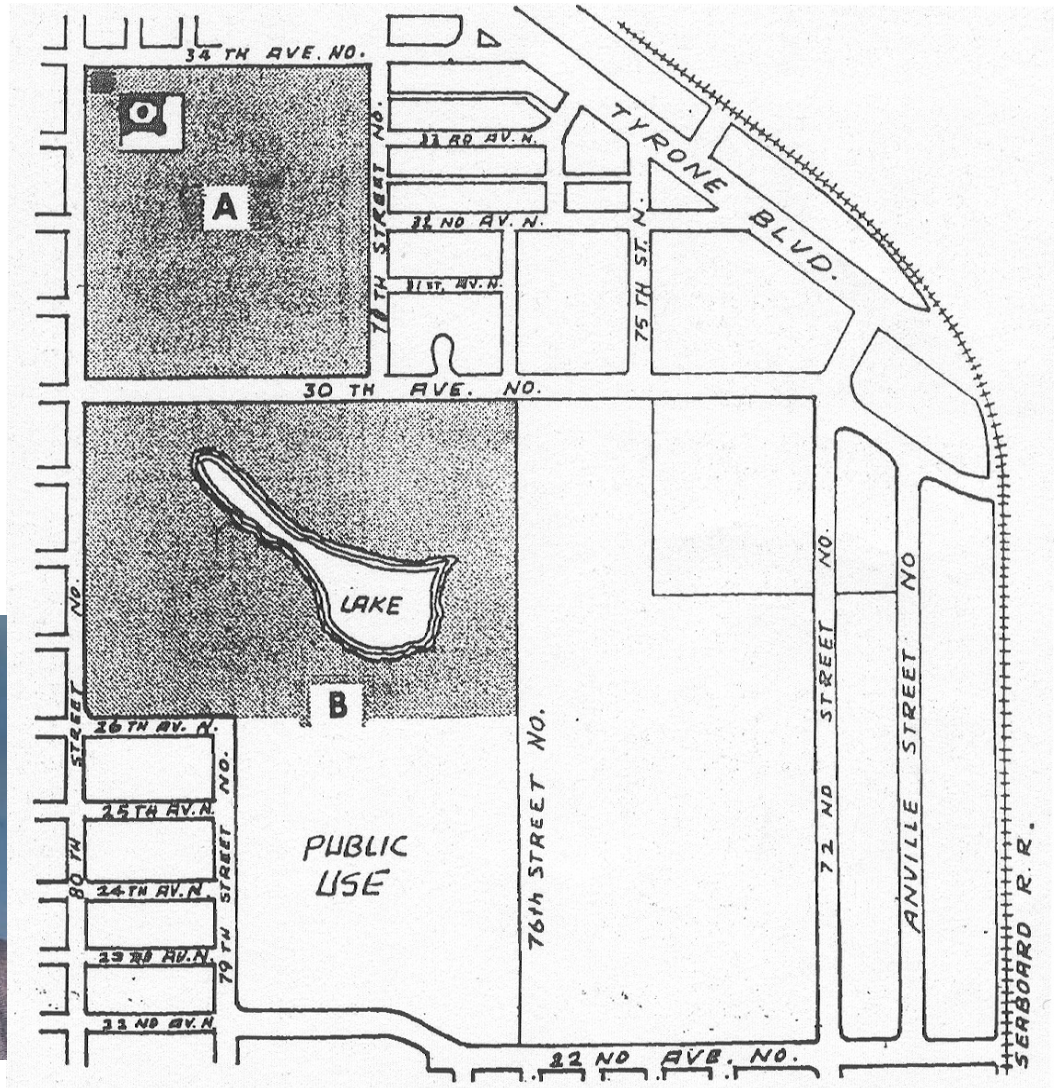 34 TH AVE. NO.
TYRONE BLVD.
33 RD AV. N.
A
78 TH STREET NO.
32 ND AV. N.
75 TH ST. N.
31 ST. AV. N.
30 TH AVE. NO.
LAKE
B
80 TH STREET NO.
26 TH AV. N.
76th STREET NO.
72 ND STREET NO.
ANVILLE STREET NO
79 TH STREET NO.
25 TH AV. N.
PUBLIC
USE
24 TH AV. N.
23 RD AV. N.
22 ND AV. N
22 ND AVE. NO.
SEABOARD R. R.